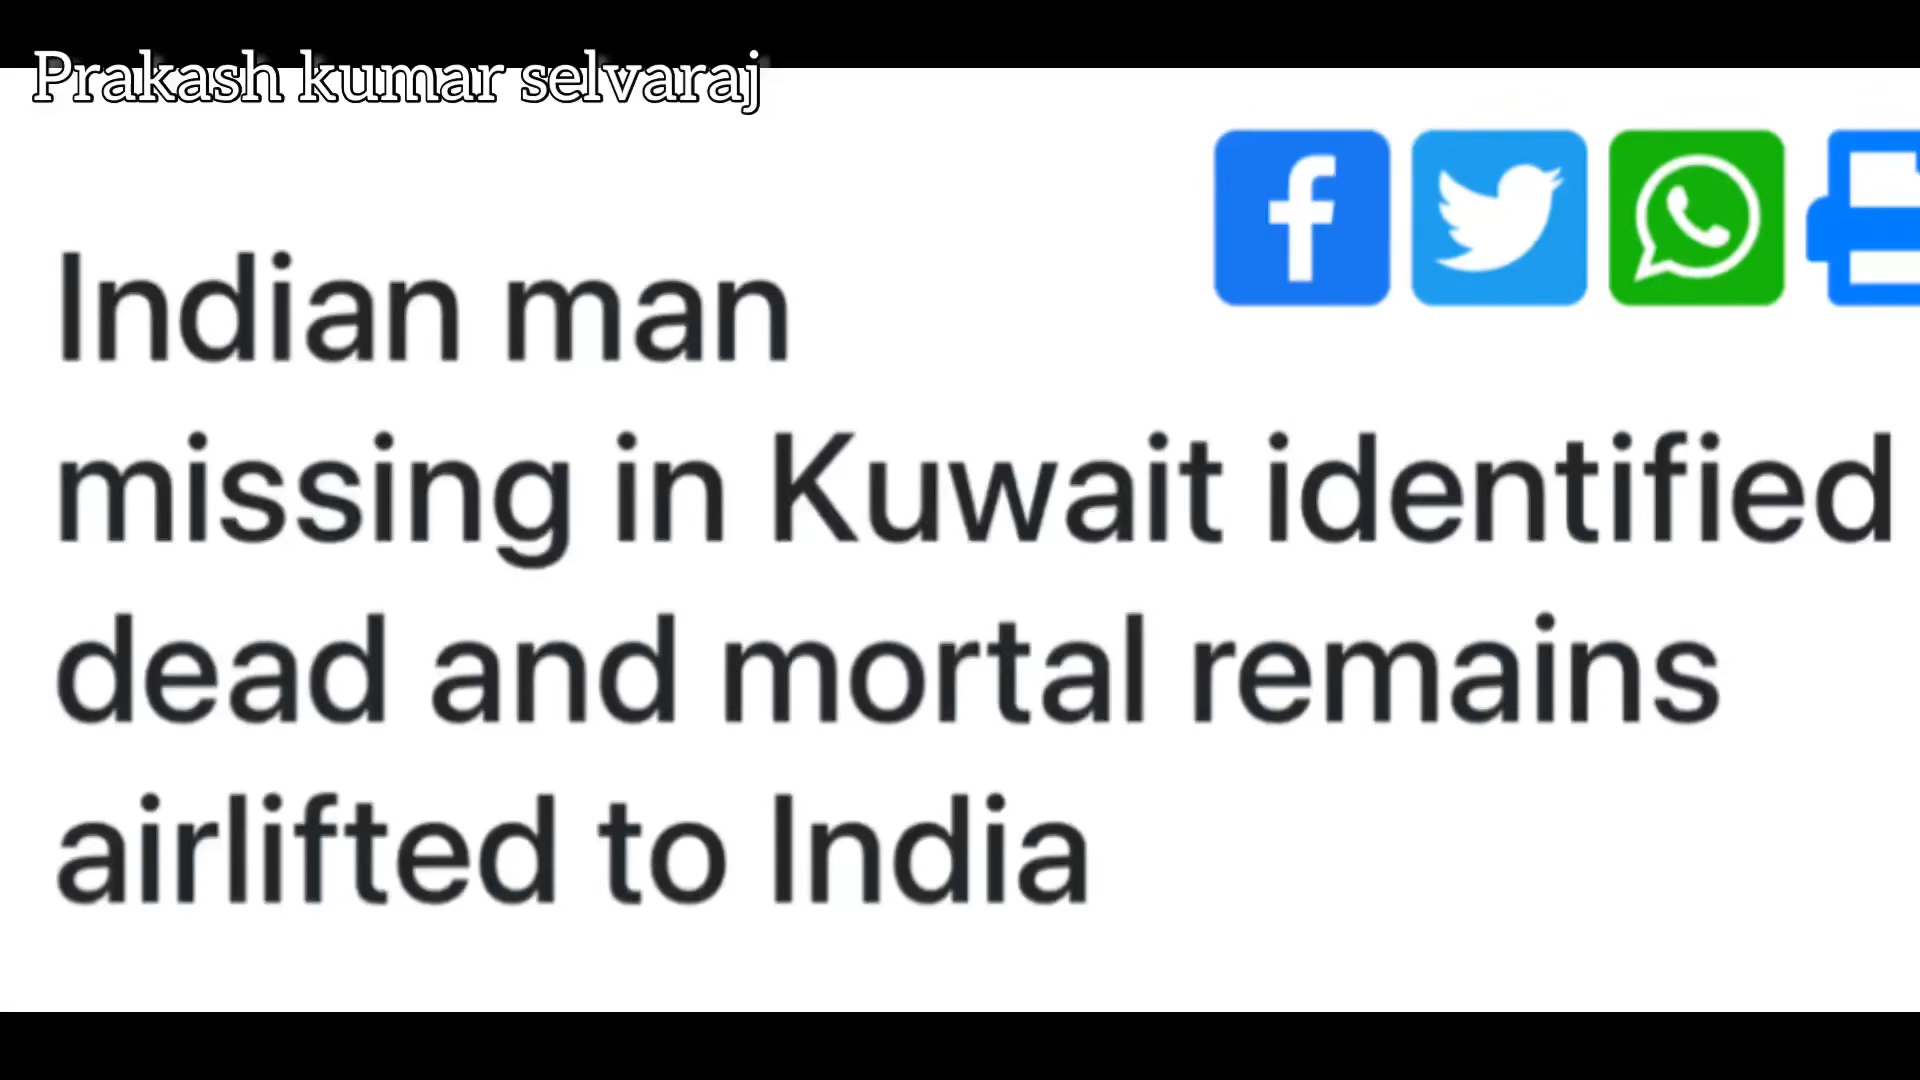 Prakash kumar selvaraj
Indian man
missing in Kuwait identified
dead and mortal remains
airlifted to India